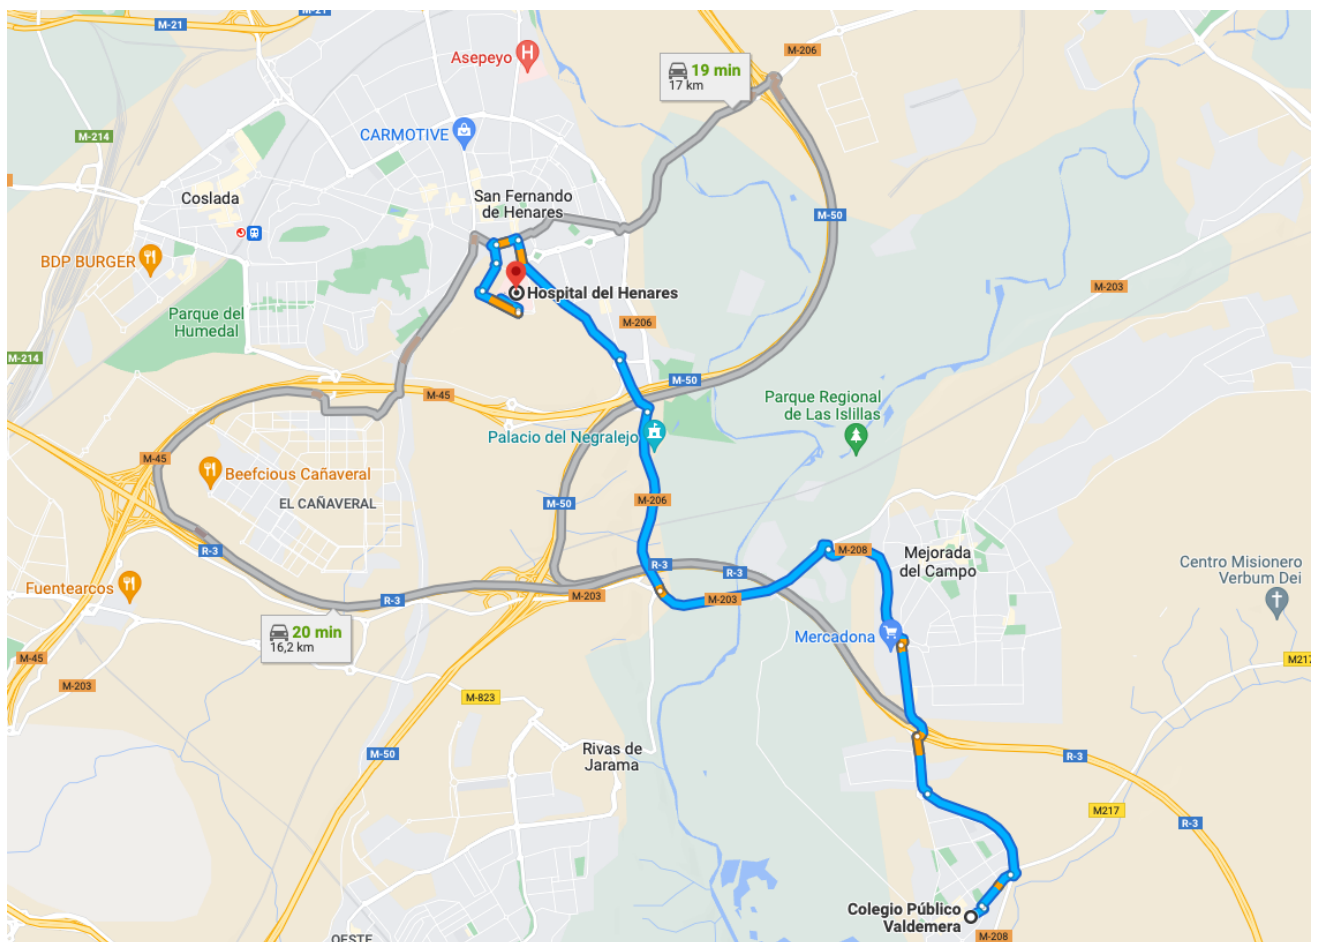 M-21
M-21
M-206
Asepeyo
H
19 min
17 km
CARMOTIVE
M-214
San Fernando
de Henares
Coslada
M-50
BDP BURGER
M-203
Hospital del Henares
Parque del
Humedal
M-206
M-214
M-50
M-45
Parque Regional
de Las Islillas
Palacio del Negralejo
M-45
Beefcious Cañaveral
EL CAÑAVERAL
M-50
M-206
R-3
M-208
Mejorada
del Campo
Centro Misionero
Verbum Dei
R-3
R-3
Fuentearcos
R-3
M-203
M-203
20 min
16,2 km
Mercadona
M-45
M217
M-203
M-823
Rivas de
Jarama
M-50
R-3
M217
R-3
Colegio Público
Valdemera
M-208
OESTE